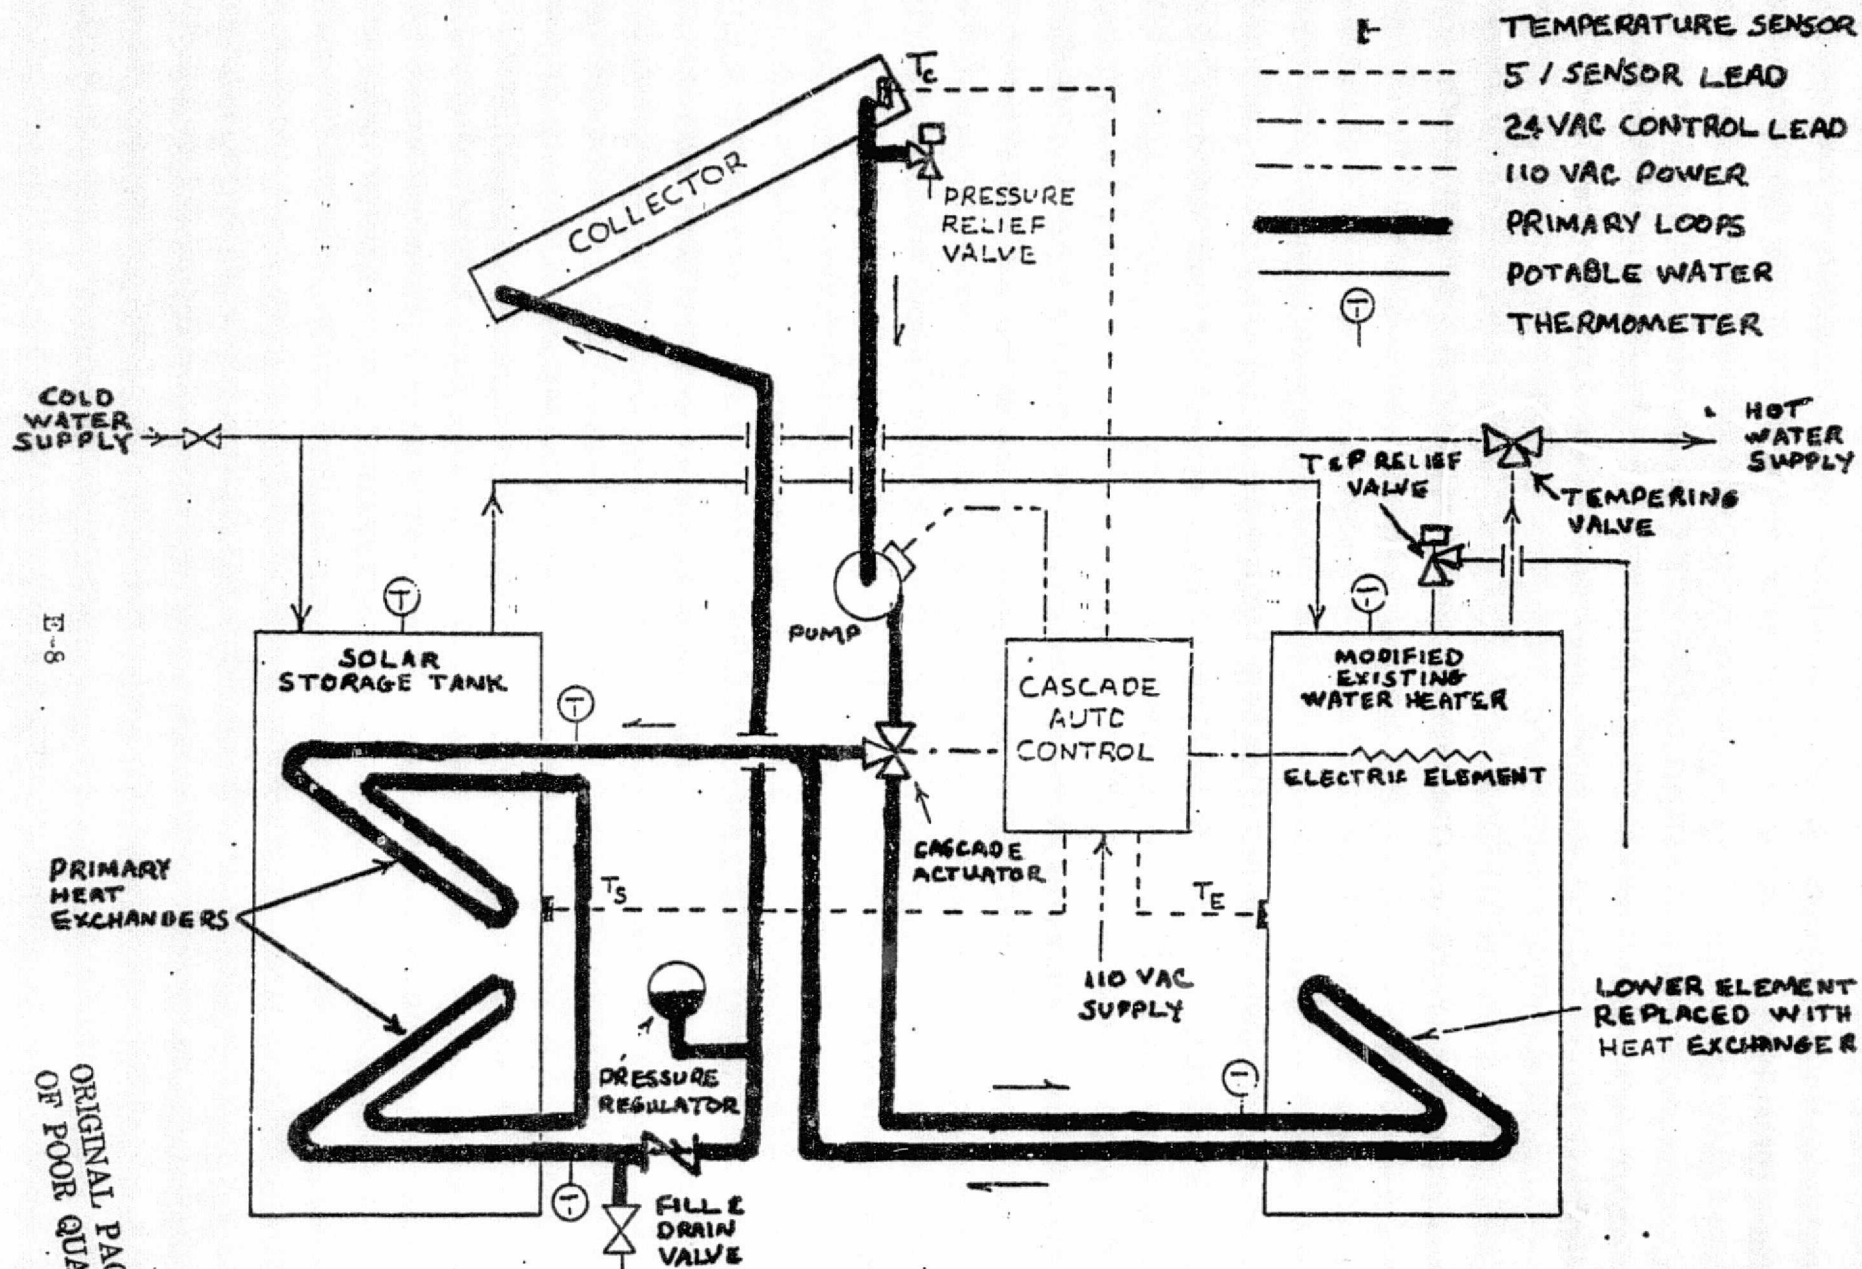 TEMPERATURE SENSOR
5 / SENSOR LEAD
24 VAC CONTROL LEAD
110 VAC POWER
PRIMARY LOOPS
POTABLE WATER
T
THERMOMETER
Tc
COLLECTOR
PRESSURE
RELIEF
VALVE
COLD
WATER
SUPPLY
HOT
WATER
SUPPLY
T & P RELIEF
VALVE
TEMPERING
VALVE
T
T
PUMP
SOLAR
STORAGE TANK
T
CASCADE
AUTO
CONTROL
MODIFIED
EXISTING
WATER HEATER
ELECTRIC ELEMENT
CASCADE
ACTUATOR
PRIMARY
HEAT
EXCHANGERS
TS
TE
110 VAC
SUPPLY
LOWER ELEMENT
REPLACED WITH
HEAT EXCHANGER
PRESSURE
REGULATOR
T
T
FILL &
DRAIN
VALVE
E-8
ORIGINAL PAG
OF POOR QUA